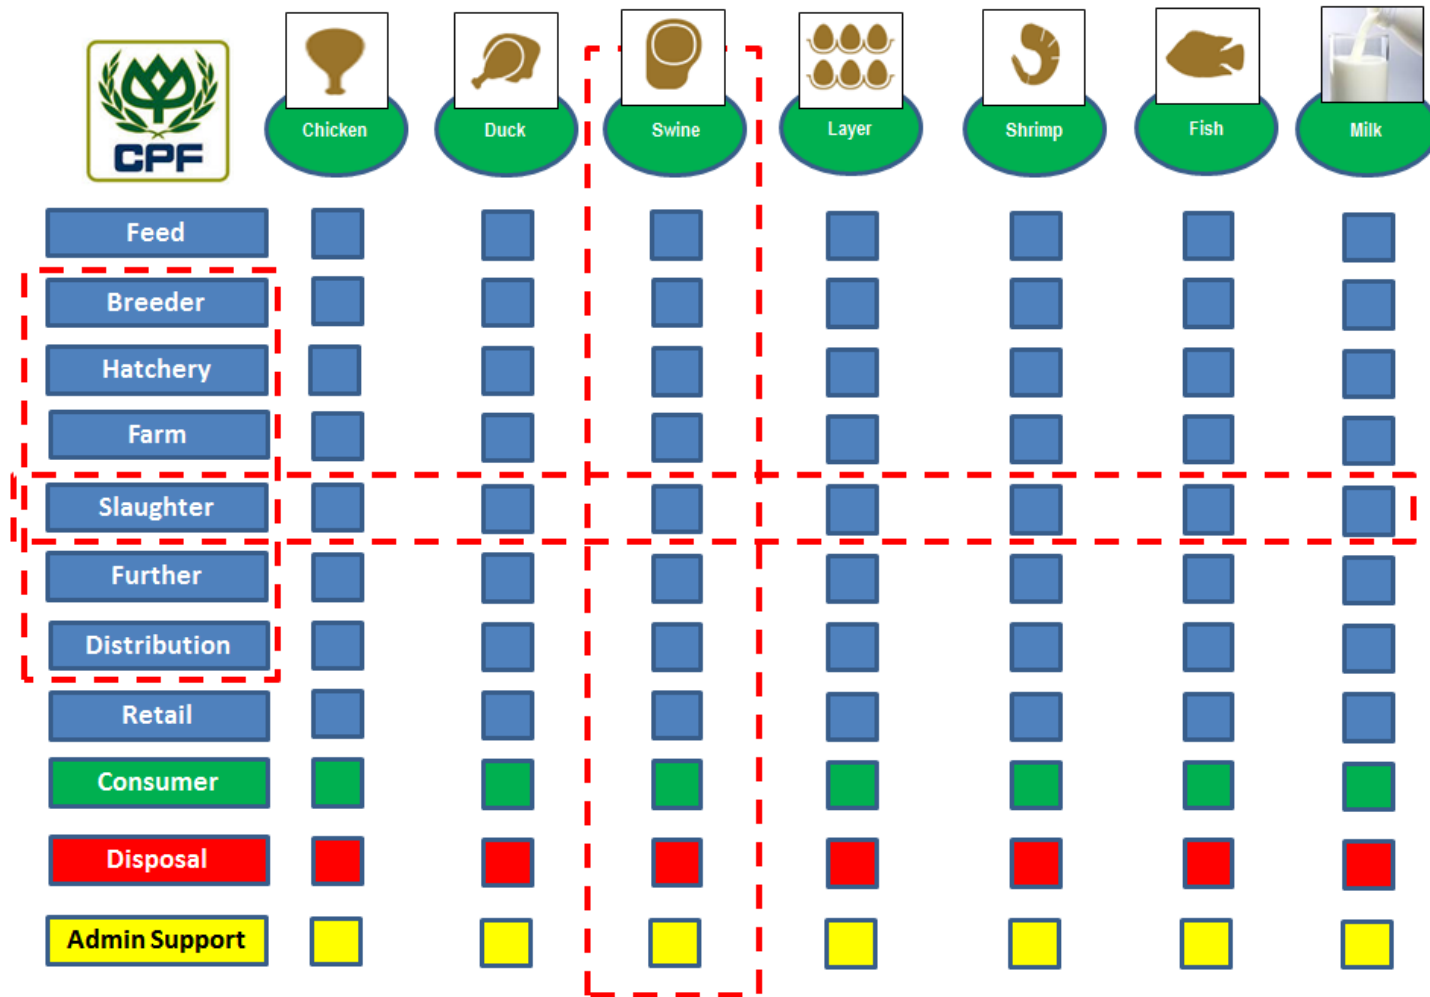 CPF
Chicken
Duck
Swine
Layer
Shrimp
Fish
Milk
Feed
Breeder
Hatchery
Farm
Slaughter
Further
Distribution
Retail
Consumer
Disposal
Admin Support